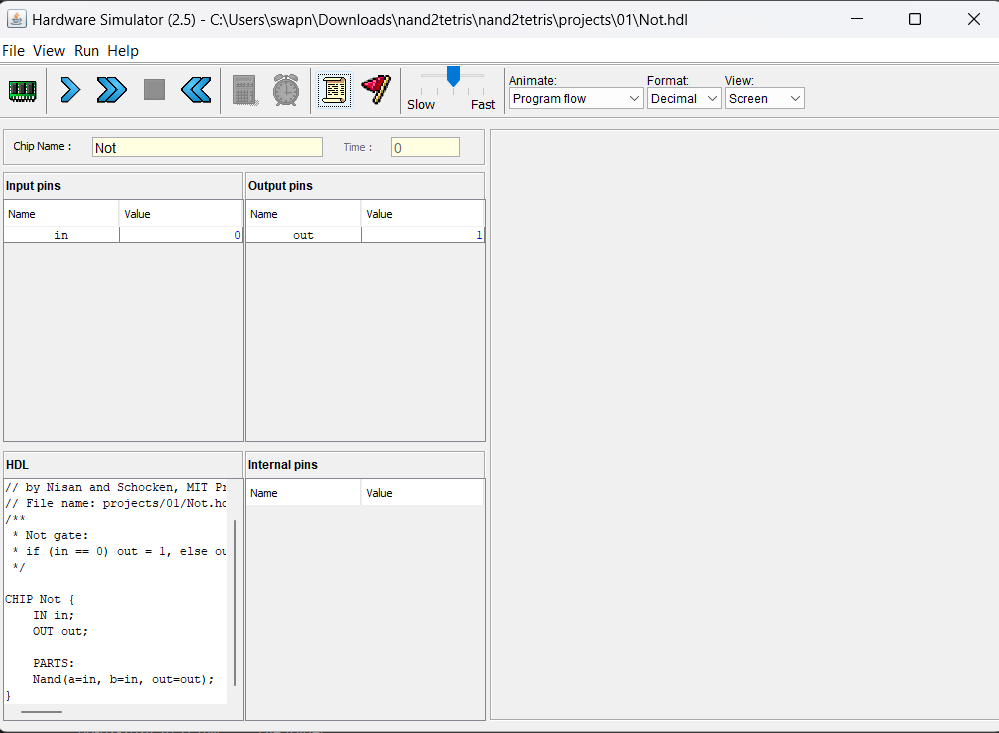 Hardware Simulator (2.5) - C:\Users\swapn\Downloads\nand2tetris\nand2tetris\projects\01\Not.hdl
File View Run Help
Slow Fast
Animate: Format: View:
Program flow Decimal Screen
Chip Name : Not Time : 0
Input pins Output pins
Name Value Name Value
in 0 out 1
HDL
// by Nisan and Schocken, MIT Pr
// File name: projects/01/Not.hd
/**
* Not gate:
* if (in == 0) out = 1, else ou
*/
CHIP Not {
IN in;
OUT out;
PARTS:
Nand(a=in, b=in, out=out);
}
Internal pins
Name Value